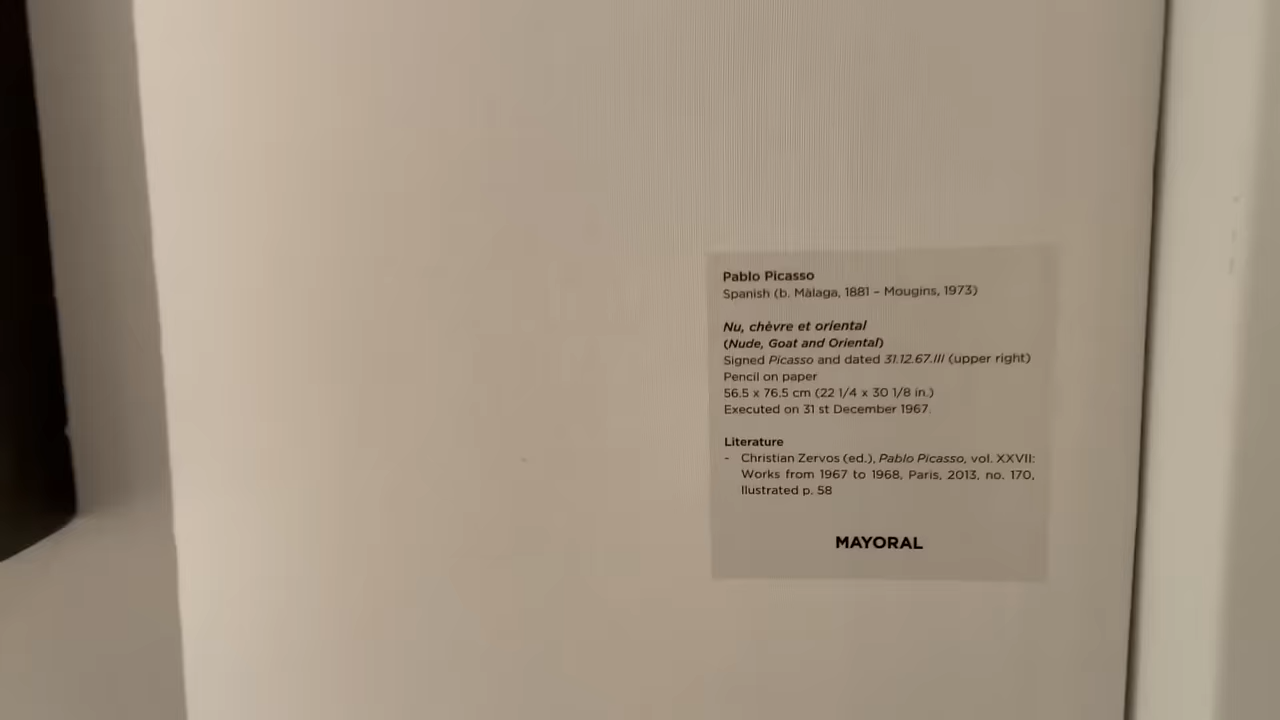 Pablo Picasso
Spanish (b. Màlaga, 1881 – Mougins, 1973)
Nu, chèvre et oriental
(Nude, Goat and Oriental)
Signed Picasso and dated 31.12.67.III (upper right)
Pencil on paper
56.5 x 76.5 cm (22 1/4 x 30 1/8 in.)
Executed on 31 st December 1967.
Literature
- Christian Zervos (ed.), Pablo Picasso, vol. XXVII:
Works from 1967 to 1968, Paris, 2013, no. 170,
Ilustrated p. 58
MAYORAL